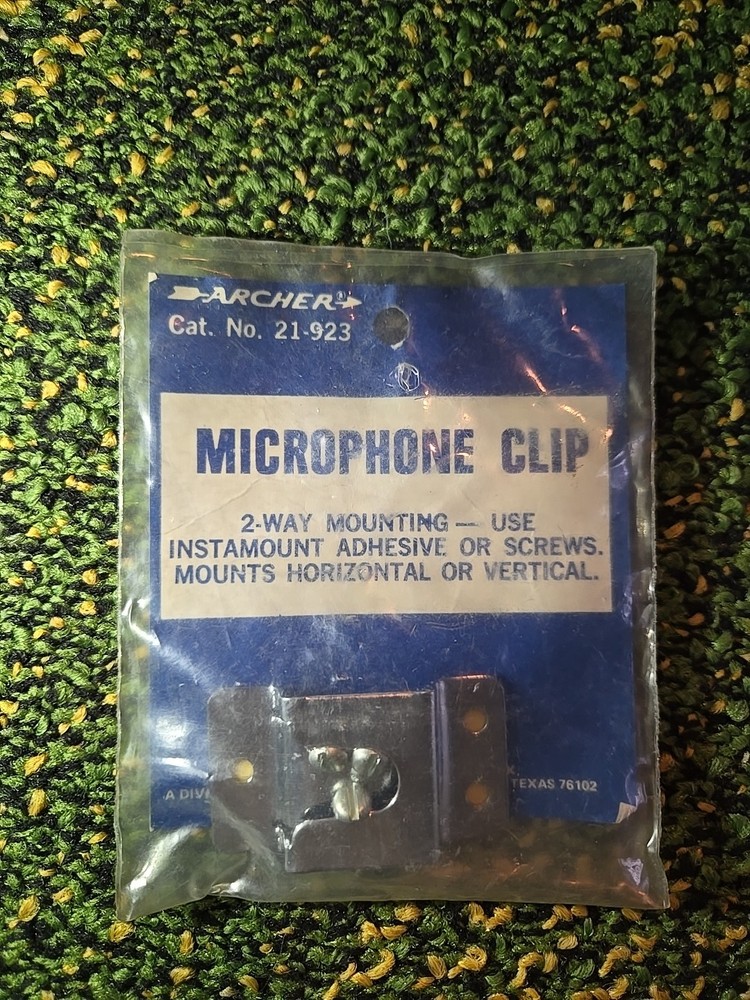 ARCHER®
Cat. No. 21-923
MICROPHONE CLIP
2-WAY MOUNTING — USE
INSTAMOUNT ADHESIVE OR SCREWS.
MOUNTS HORIZONTAL OR VERTICAL.
A DIV
TEXAS 76102